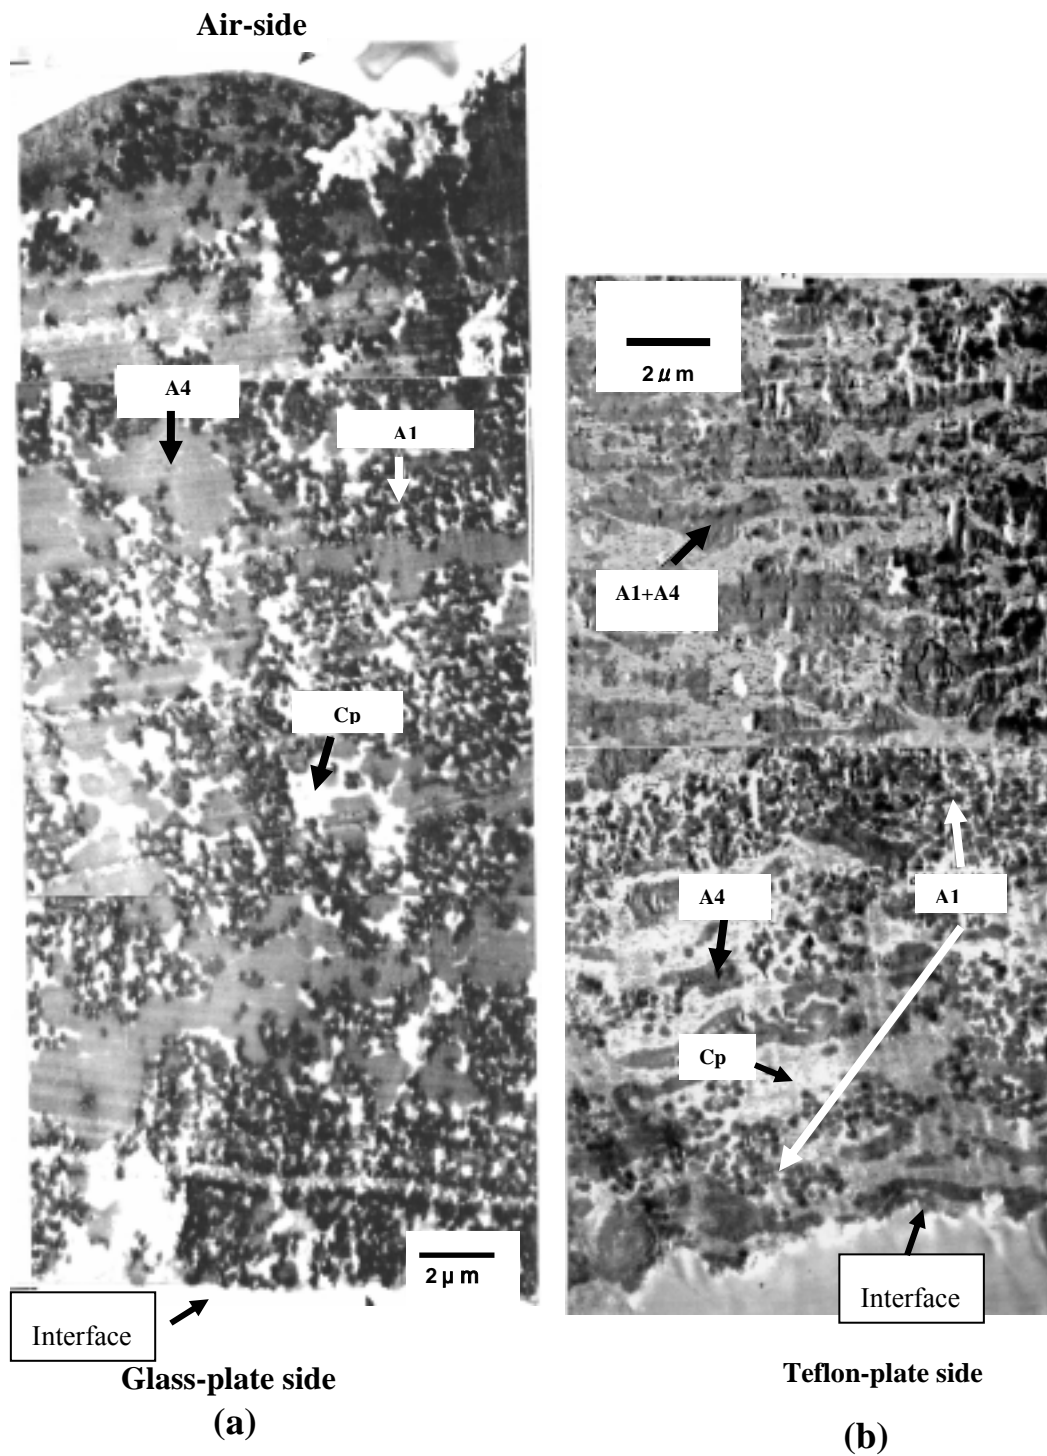 Air-side
A4
A1
Cp
2 μ m
Interface
Glass-plate side
(a)
2 μ m
A1+A4
A4
A1
Cp
Interface
Teflon-plate side
(b)